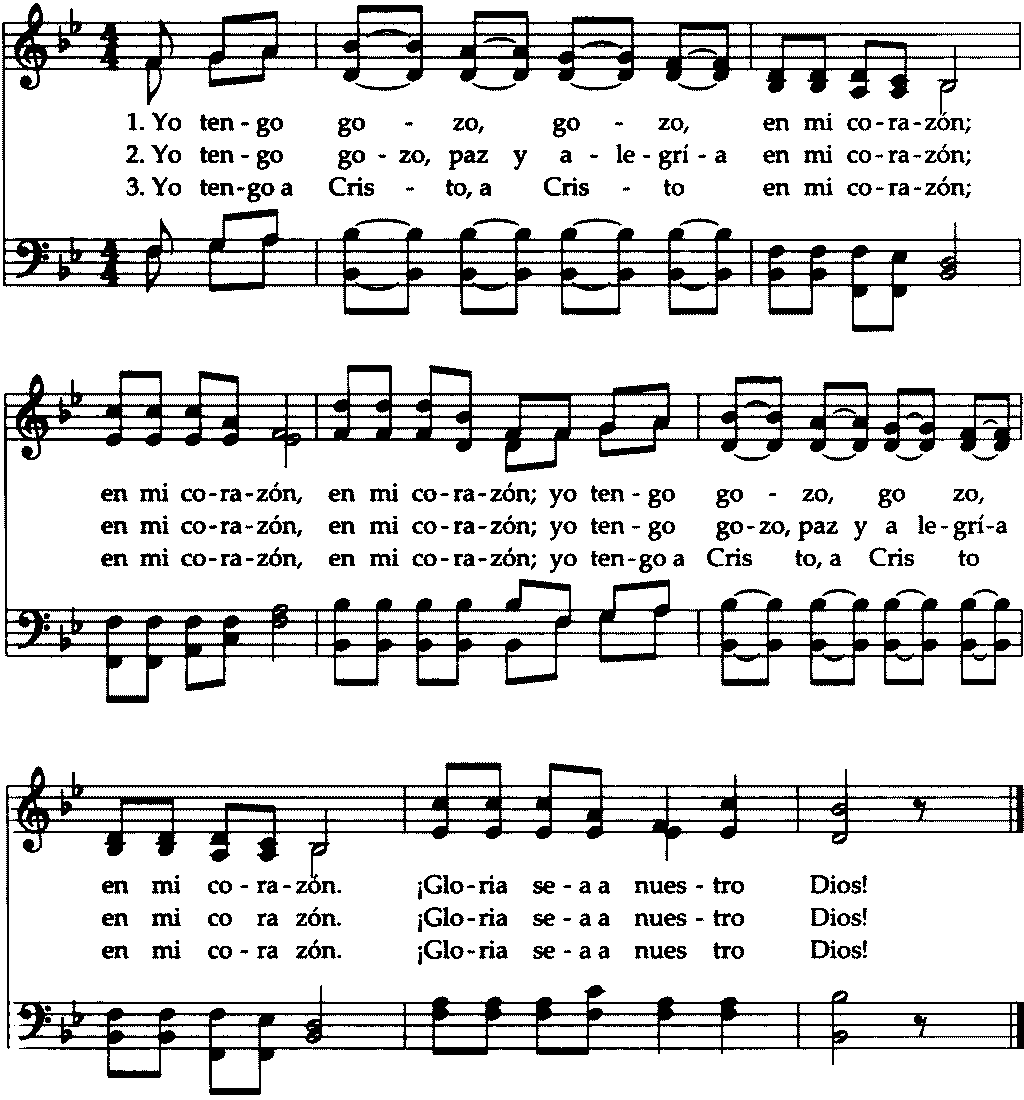 4 4
1. Yo ten - go go - zo, go - zo, en mi co - ra - zón;
2. Yo ten - go go - zo, paz y a - le - grí - a en mi co - ra - zón;
3. Yo ten - go a Cris - to, a Cris - to en mi co - ra - zón;
4 4
en mi co - ra - zón, en mi co - ra - zón; yo ten - go go - zo, go zo,
en mi co - ra - zón, en mi co - ra - zón; yo ten - go go - zo, paz y a le - grí - a
en mi co - ra - zón, en mi co - ra - zón; yo ten - go a Cris to, a Cris to
en mi co - ra - zón. ¡Glo - ria se - a a nues - tro Dios!
en mi co ra zón. ¡Glo - ria se - a a nues - tro Dios!
en mi co - ra zón. ¡Glo - ria se - a a nues tro Dios!